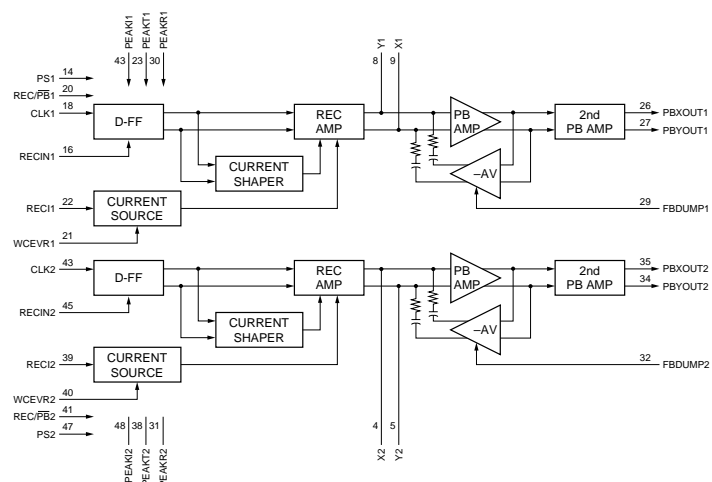 PEAKI1
PEAKT1
PEAKR1
Y1
X1
43
23
30
8
9
PS1 14
REC/PB1 20
CLK1 18
D-FF
REC AMP
PB AMP
2nd PB AMP
26 PBXOUT1
27 PBYOUT1
RECIN1 16
CURRENT SHAPER
–AV
RECI1 22
CURRENT SOURCE
29 FBDUMP1
WCEVR1 21
CLK2 43
D-FF
REC AMP
PB AMP
2nd PB AMP
35 PBXOUT2
34 PBYOUT2
RECIN2 45
CURRENT SHAPER
–AV
RECI2 39
CURRENT SOURCE
32 FBDUMP2
WCEVR2 40
REC/PB2 41
PS2 47
48
38
31
4
5
PEAKI2
PEAKT2
PEAKR2
X2
Y2